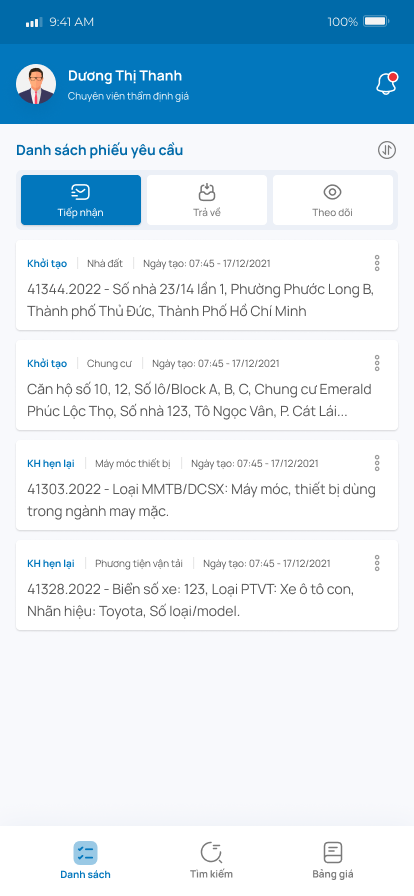 9:41 AM
100%
Dương Thị Thanh
Chuyên viên thẩm định giá
Danh sách phiếu yêu cầu
Tiếp nhận
Trả về
Theo dõi
Khởi tạo Nhà đất Ngày tạo: 07:45 - 17/12/2021
41344.2022 - Số nhà 23/14 lần 1, Phường Phước Long B,
Thành phố Thủ Đức, Thành Phố Hồ Chí Minh
Khởi tạo Chung cư Ngày tạo: 07:45 - 17/12/2021
Căn hộ số 10, 12, Số lô/Block A, B, C, Chung cư Emerald
Phúc Lộc Thọ, Số nhà 123, Tô Ngọc Vân, P. Cát Lái...
KH hẹn lại Máy móc thiết bị Ngày tạo: 07:45 - 17/12/2021
41303.2022 - Loại MMTB/DCSX: Máy móc, thiết bị dùng
trong ngành may mặc.
KH hẹn lại Phương tiện vận tải Ngày tạo: 07:45 - 17/12/2021
41328.2022 - Biển số xe: 123, Loại PTVT: Xe ô tô con,
Nhãn hiệu: Toyota, Số loại/model.
Danh sách
Tìm kiếm
Bảng giá